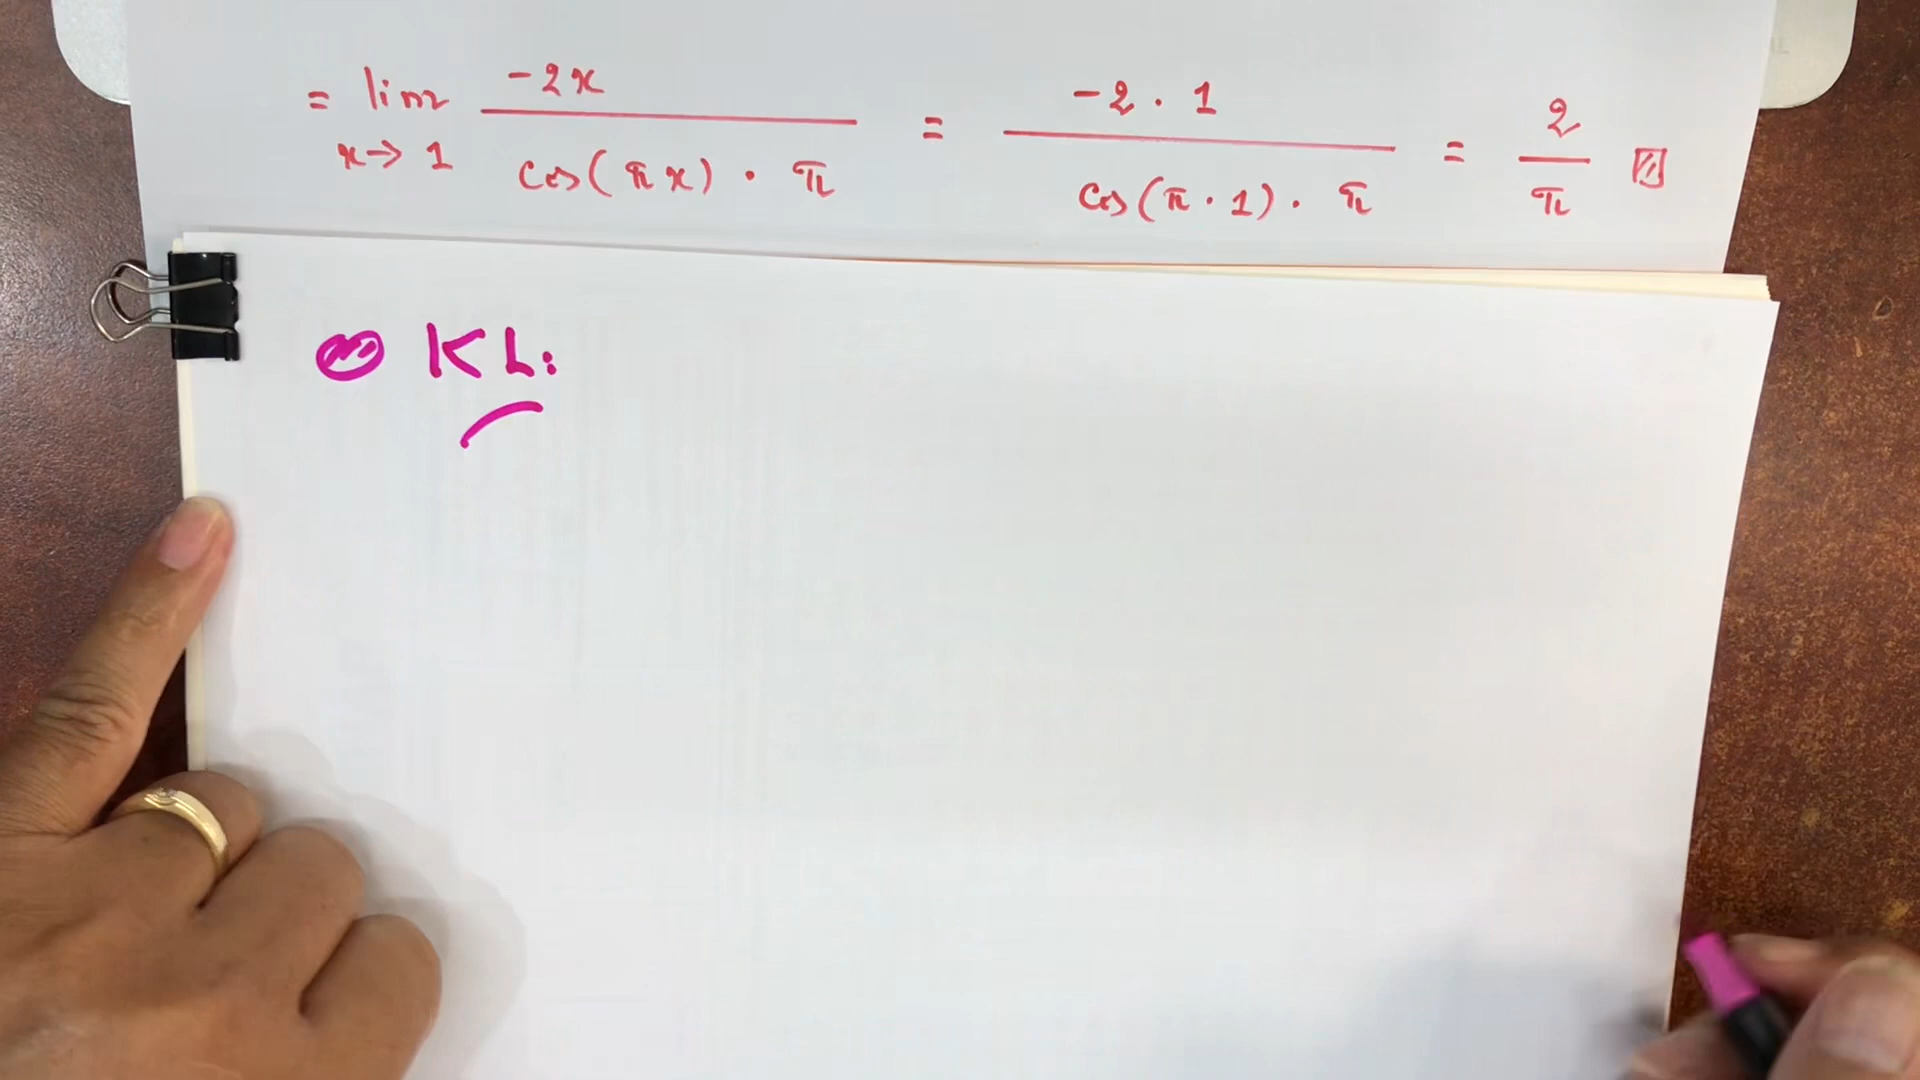 = lim x→1 -2x / cos(πx) · π = -2 · 1 / cos(π · 1) · π = 2 / π
KL: